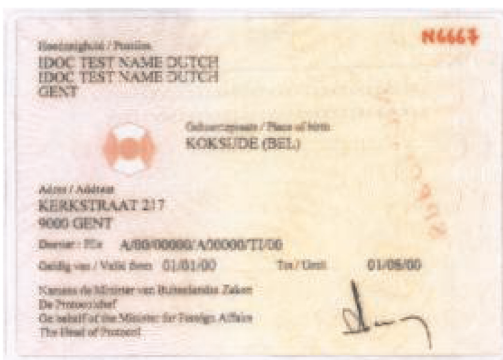 N6667
Hoedanigheid / Position
IDOC TEST NAME DUTCH
IDOC TEST NAME DUTCH
GENT
Geboorteplaats / Place of birth
KOKSIJDE (BEL)
Adres / Address
KERKSTRAAT 217
9000 GENT
Dossier : File A/00/00000/A00000/TI/00
Geldig van / Valid from 01/01/00 Tot / Until 01/06/00
Namens de Minister van Buitenlandse Zaken
De Protocolchef
On behalf of the Minister for Foreign Affairs
The Head of Protocol